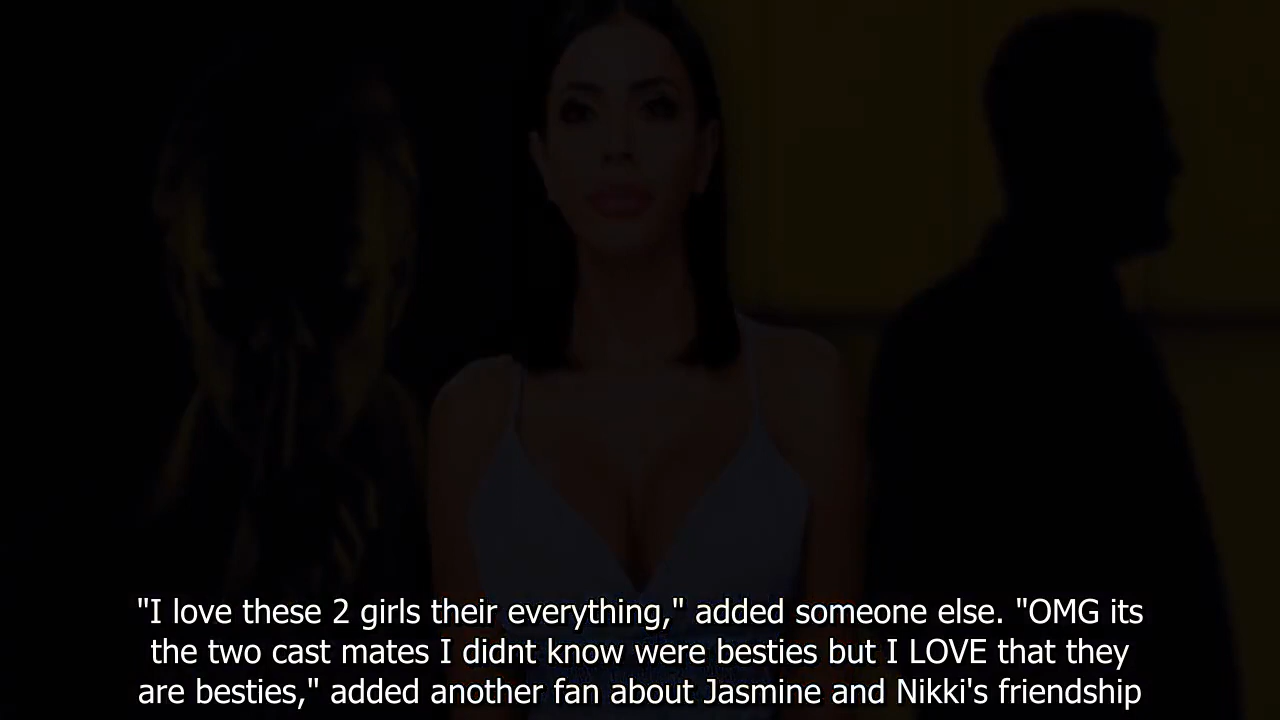 "I love these 2 girls their everything," added someone else. "OMG its
the two cast mates I didnt know were besties but I LOVE that they
are besties," added another fan about Jasmine and Nikki's friendship